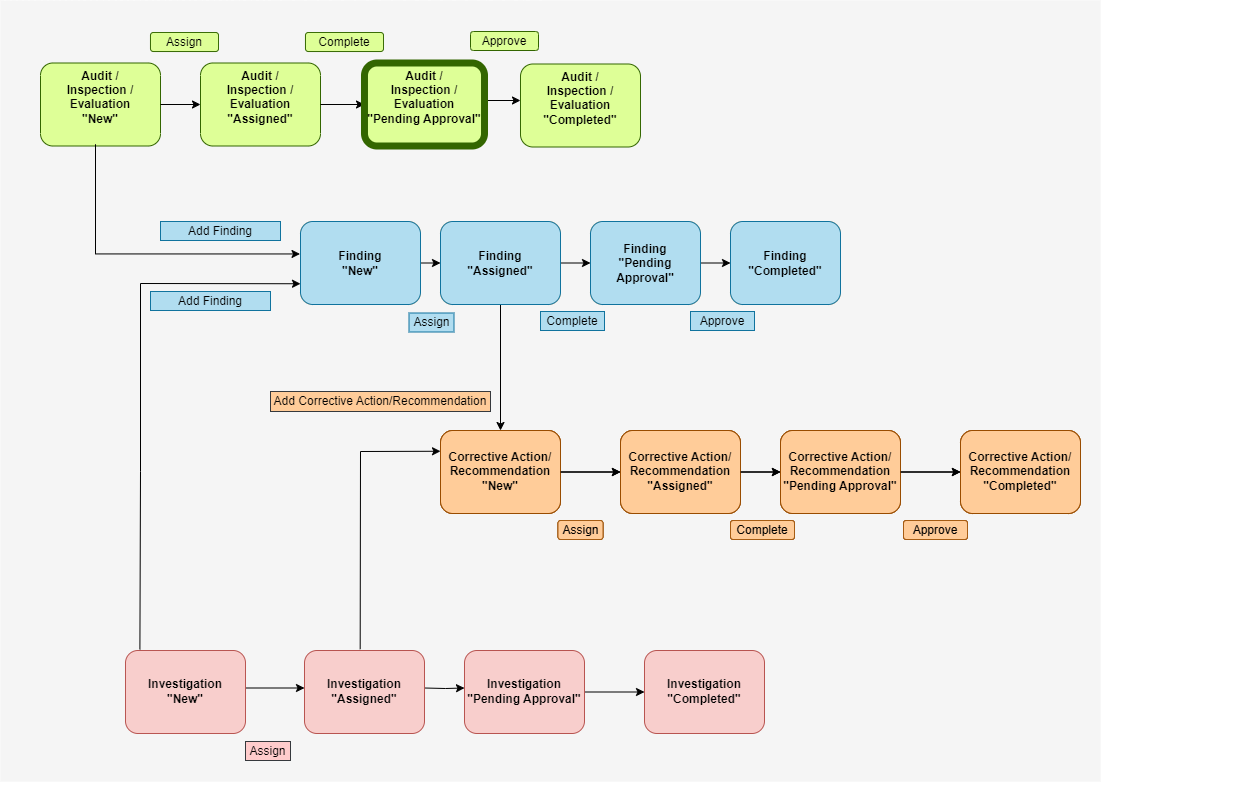 Assign
Complete
Approve
Audit /
Inspection /
Evaluation
"New"
Audit /
Inspection /
Evaluation
"Assigned"
Audit /
Inspection /
Evaluation
"Pending Approval"
Audit /
Inspection /
Evaluation
"Completed"
Add Finding
Finding
"New"
Finding
"Assigned"
Finding
"Pending
Approval"
Finding
"Completed"
Add Finding
Assign
Complete
Approve
Add Corrective Action/Recommendation
Corrective Action/
Recommendation
"New"
Corrective Action/
Recommendation
"Assigned"
Corrective Action/
Recommendation
"Pending Approval"
Corrective Action/
Recommendation
"Completed"
Assign
Complete
Approve
Investigation
"New"
Investigation
"Assigned"
Investigation
"Pending Approval"
Investigation
"Completed"
Assign